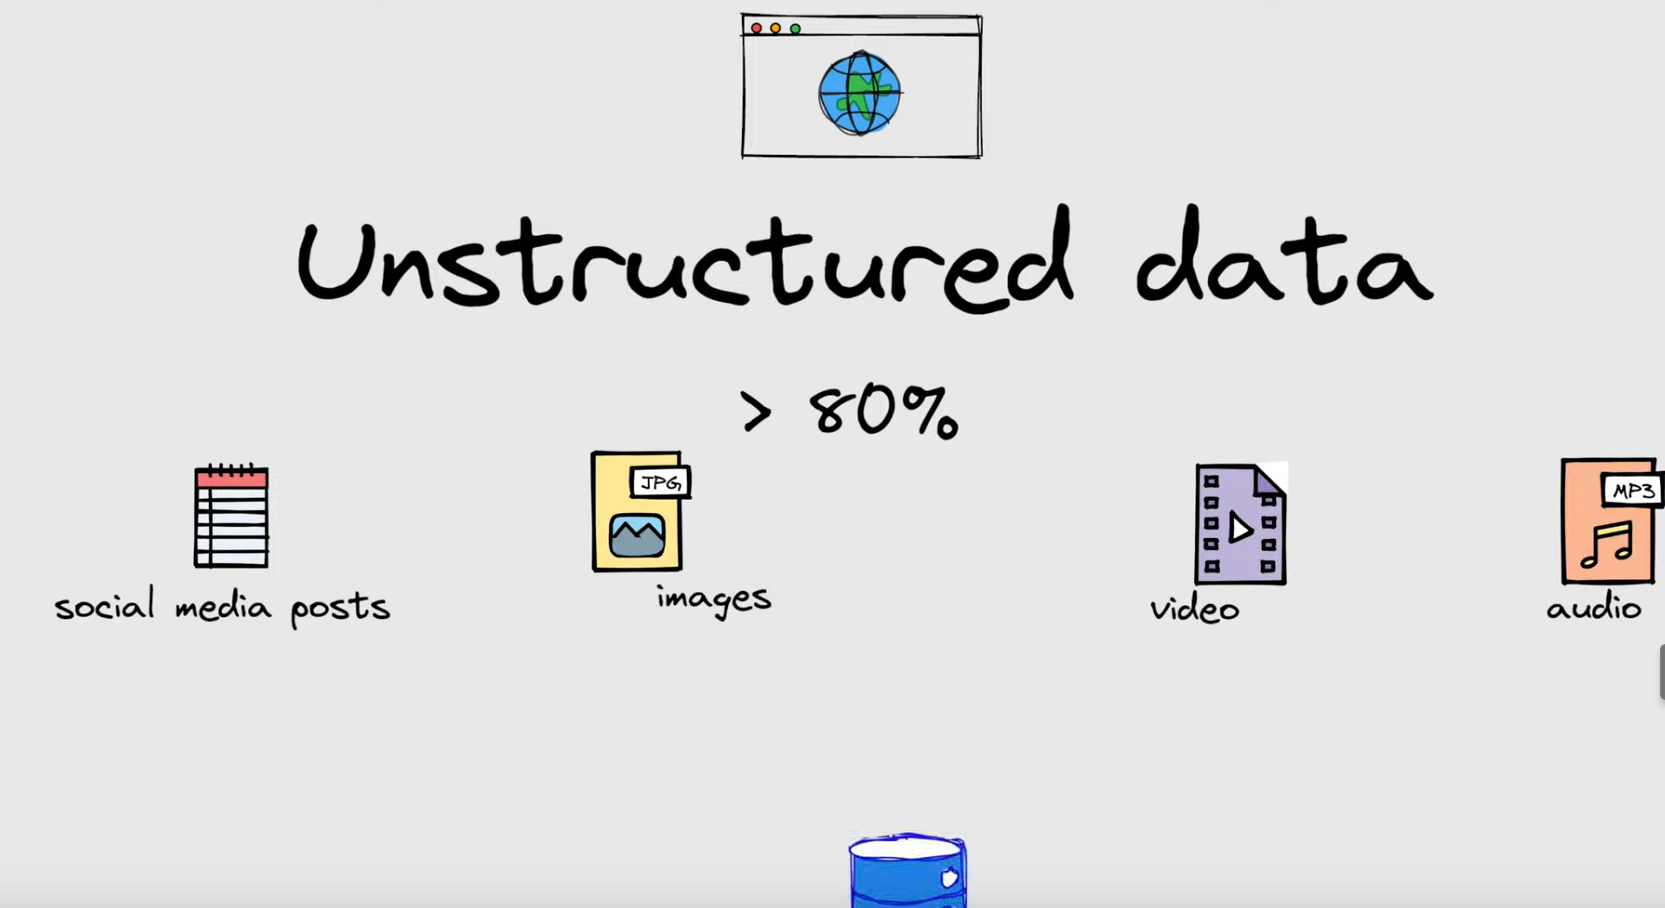 Unstructured data
> 80%
JPG
MP3
social media posts
images
video
audio